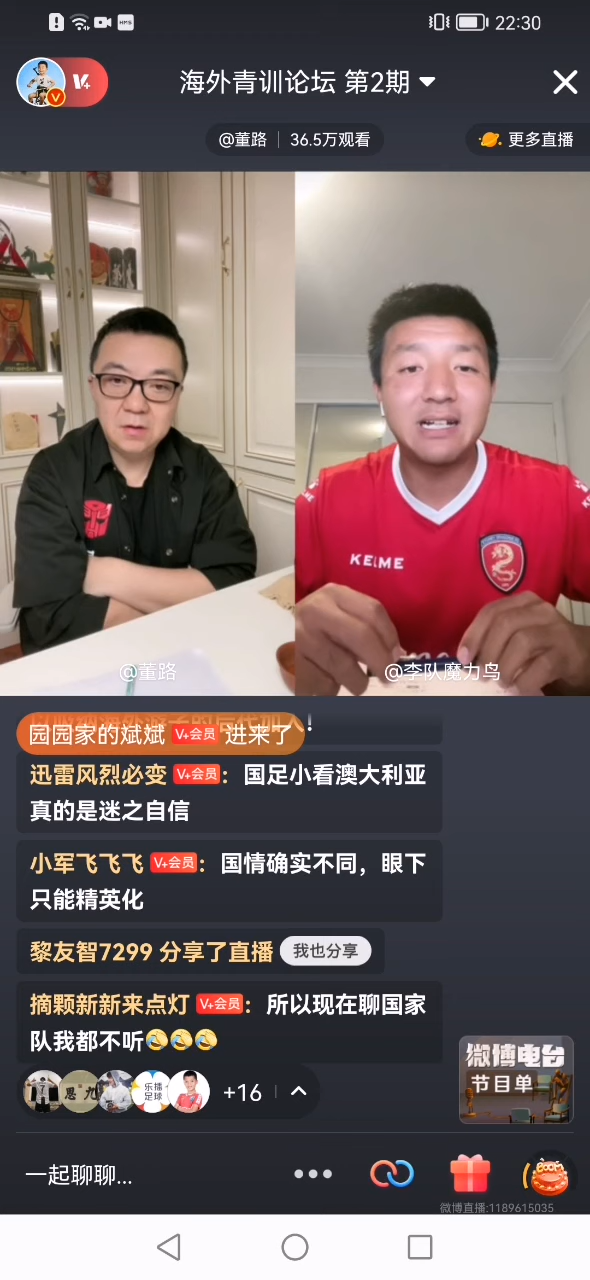 22:30
V+
海外青训论坛 第2期
@董路 | 36.5万观看
更多直播
KELME
@董路
@李队魔力鸟
园园家的斌斌 V+会员 进来了
迅雷风烈必变 V+会员: 国足小看澳大利亚
真的是迷之自信
小军飞飞飞 V+会员: 国情确实不同，眼下
只能精英化
黎友智7299 分享了直播 我也分享
摘颗新新来点灯 V+会员: 所以现在聊国家
队我都不听🤣🤣🤣
+16
微博电台
节目单
一起聊聊...
BOOM
微博直播:1189615035